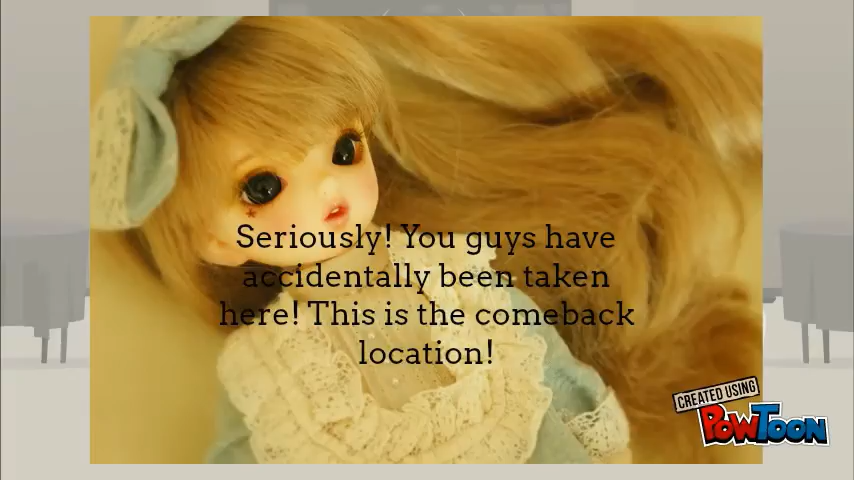 Seriously! You guys have
accidentally been taken
here! This is the comeback
location!
CREATED USING
PowToon